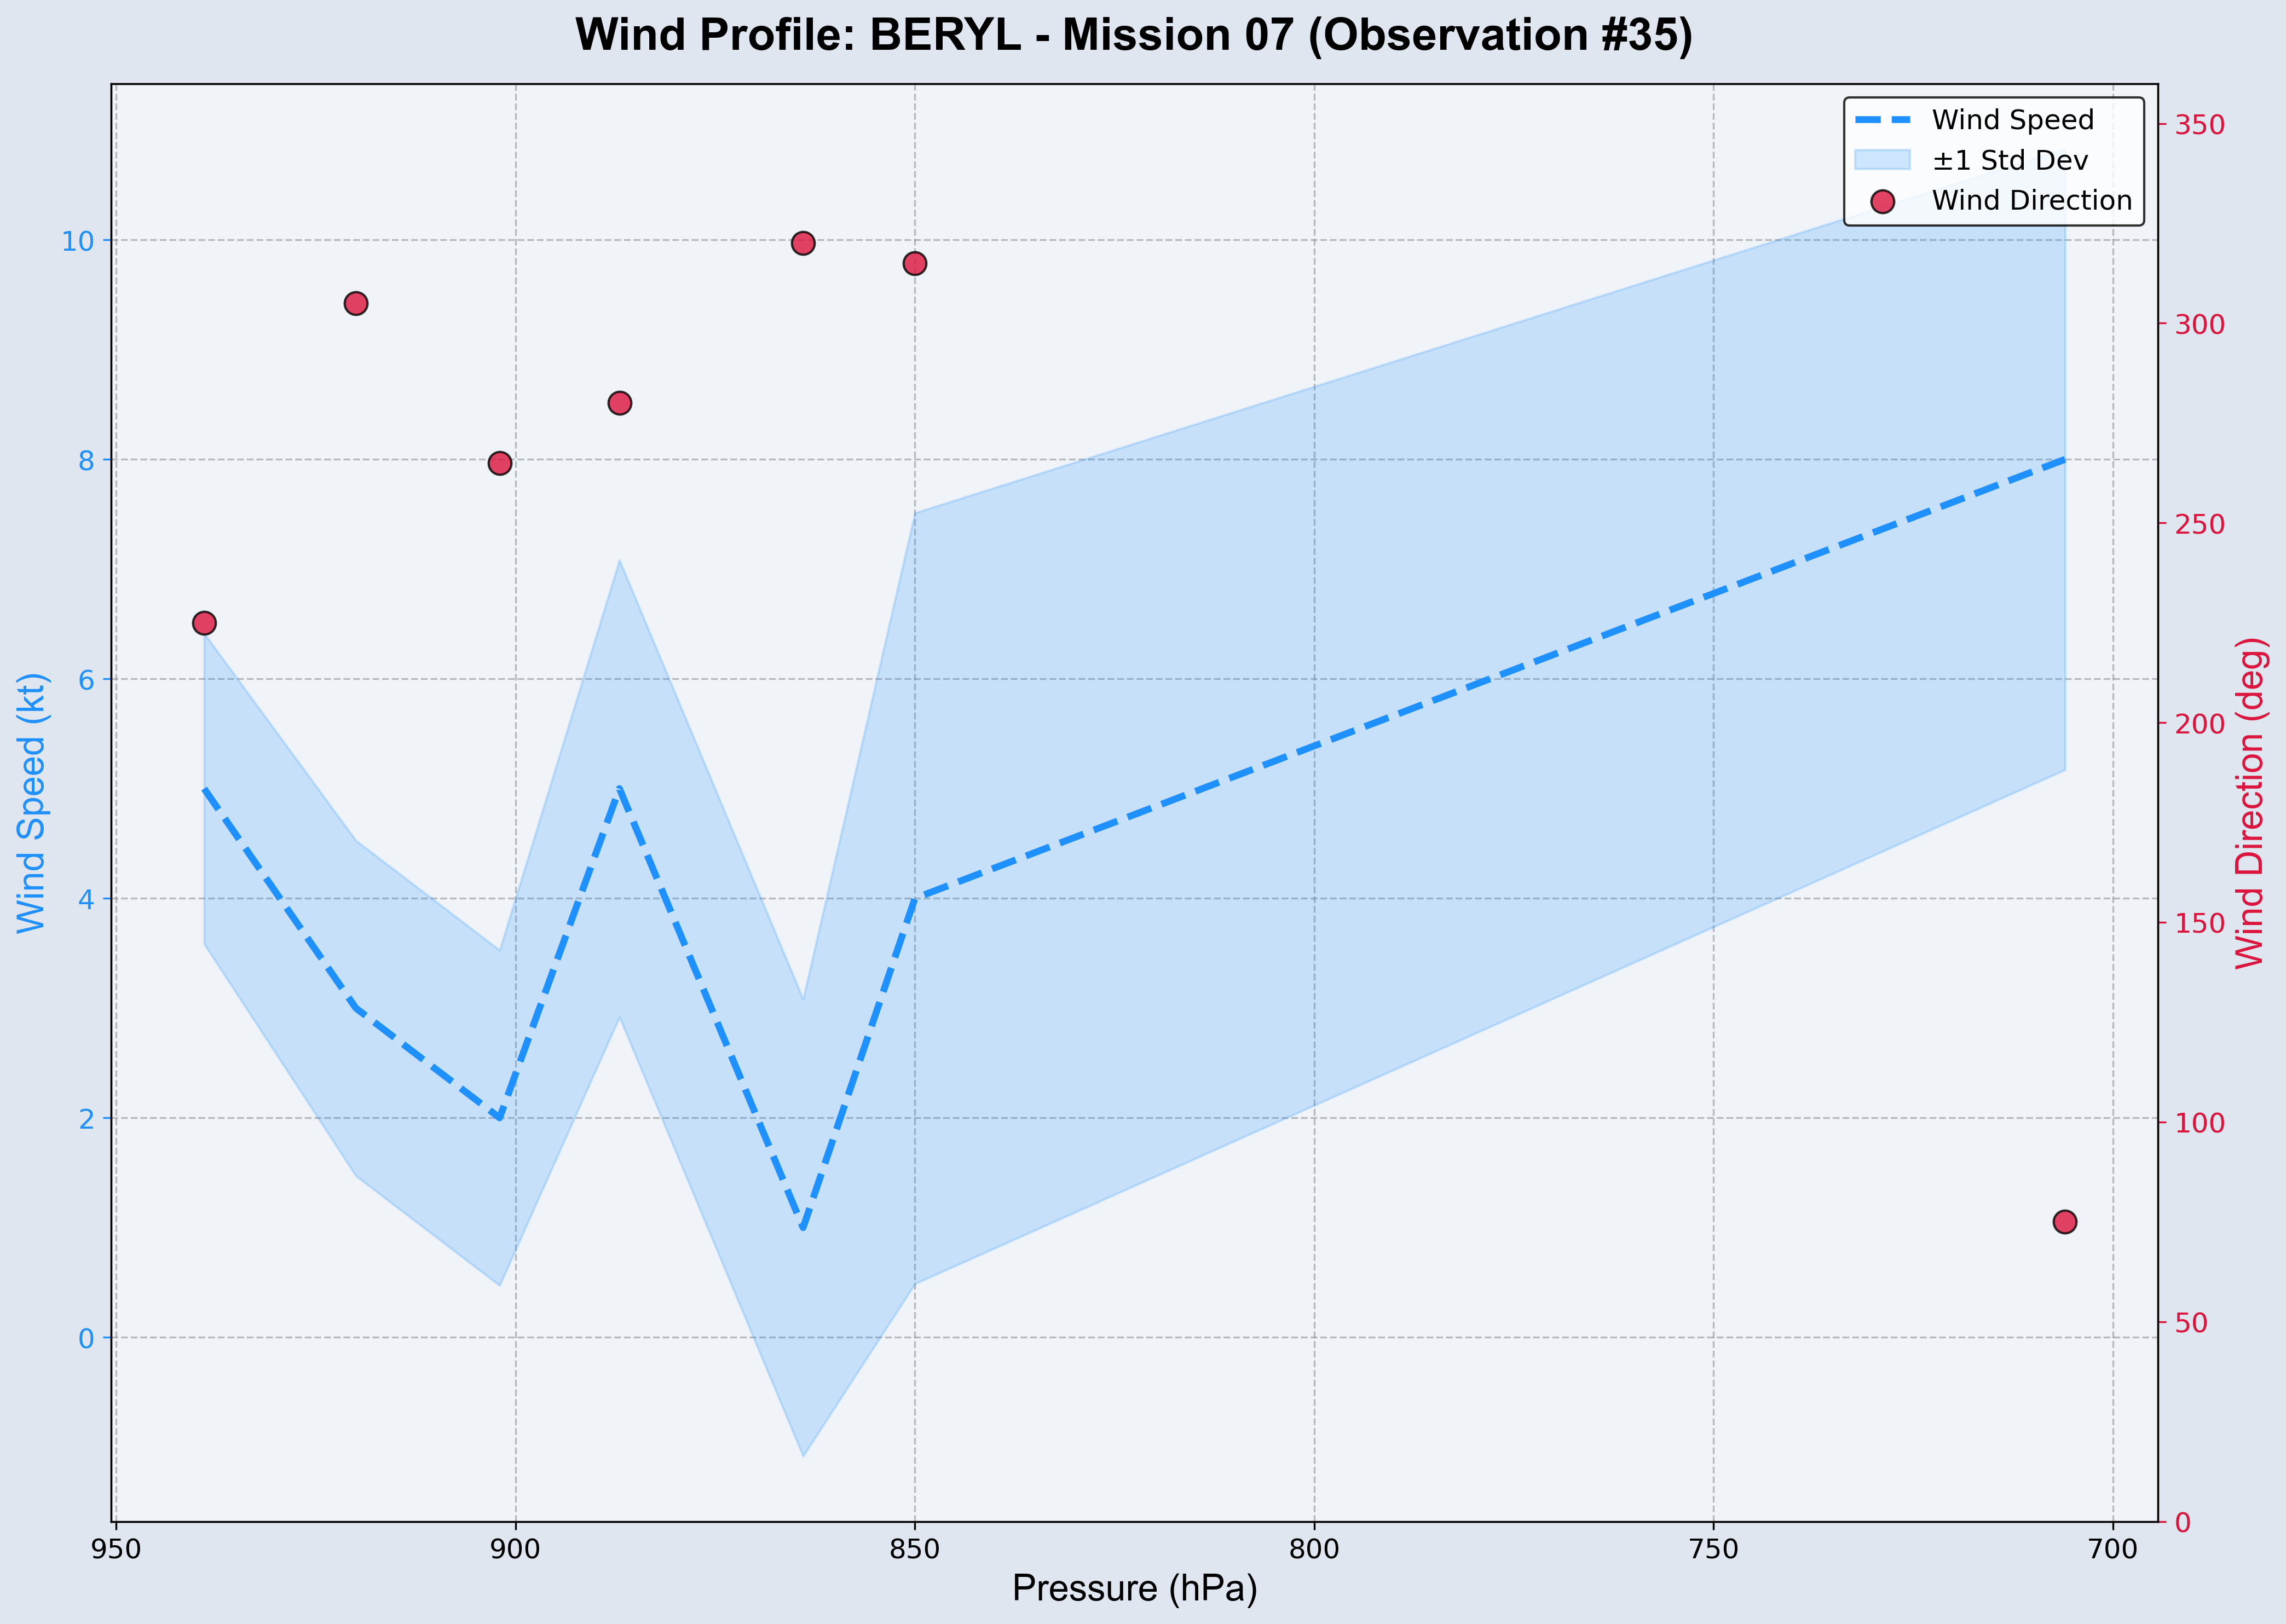 Wind Profile: BERYL - Mission 07 (Observation #35)
Wind Speed
±1 Std Dev
Wind Direction
Wind Speed (kt)
10
8
6
4
2
0
350
300
250
200
150
100
50
0
Wind Direction (deg)
950 900 850 800 750 700
Pressure (hPa)